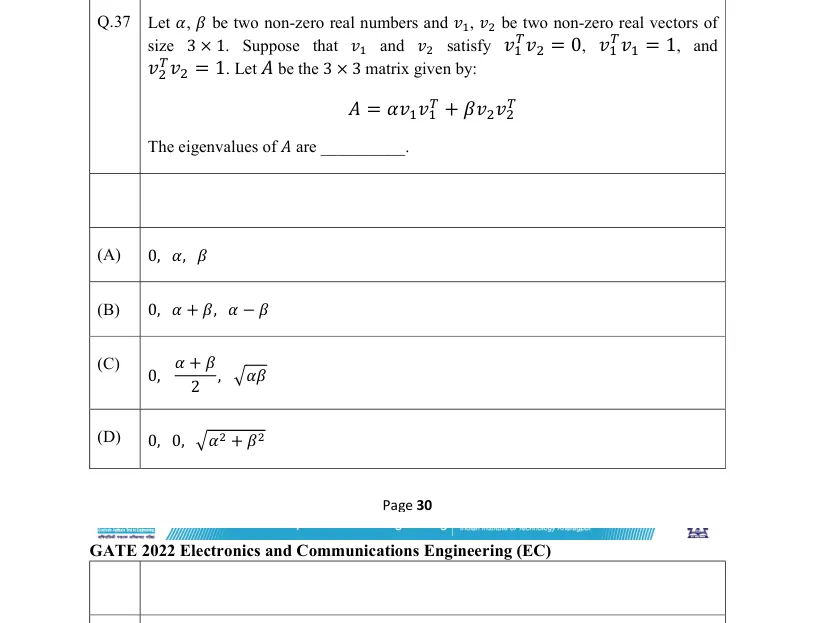 Q.37 Let α, β be two non-zero real numbers and v₁, v₂ be two non-zero real vectors of
size 3 × 1. Suppose that v₁ and v₂ satisfy v₁ᵀv₂ = 0, v₁ᵀv₁ = 1, and
v₂ᵀv₂ = 1. Let A be the 3 × 3 matrix given by:
A = αv₁v₁ᵀ + βv₂v₂ᵀ
The eigenvalues of A are __________.
(A) 0, α, β
(B) 0, α + β, α − β
(C) 0, (α + β)/2, √(αβ)
(D) 0, 0, √(α² + β²)
Page 30
GATE 2022 Electronics and Communications Engineering (EC)